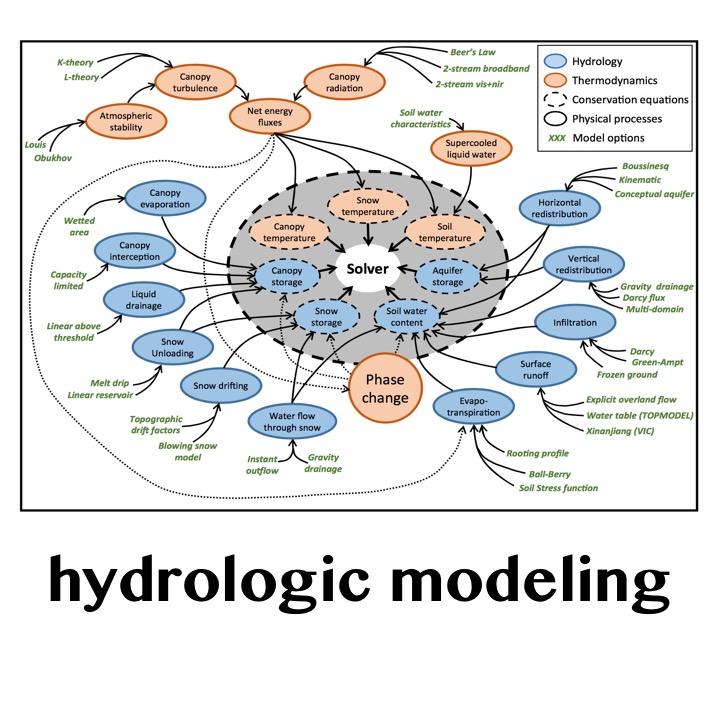 K-theory
L-theory
Canopy
turbulence
Canopy
radiation
Beer's Law
2-stream broadband
2-stream vis+nir
Hydrology
Thermodynamics
Conservation equations
Physical processes
XXX Model options
Atmospheric
stability
Net energy
fluxes
Louis
Obukhov
Soil water
characteristics
Supercooled
liquid water
Boussinesq
Kinematic
Conceptual aquifer
Canopy
evaporation
Wetted
area
Snow
temperature
Canopy
temperature
Soil
temperature
Horizontal
redistribution
Canopy
interception
Capacity
limited
Canopy
storage
Solver
Aquifer
storage
Vertical
redistribution
Gravity drainage
Darcy flux
Multi-domain
Liquid
drainage
Linear above
threshold
Snow
storage
Soil water
content
Infiltration
Darcy
Green-Ampt
Frozen ground
Snow
Unloading
Melt drip
Linear reservoir
Snow drifting
Topographic
drift factors
Blowing snow
model
Phase
change
Surface
runoff
Explicit overland flow
Water table (TOPMODEL)
Xinanjiang (VIC)
Water flow
through snow
Instant
outflow
Gravity
drainage
Evapo-
transpiration
Rooting profile
Ball-Berry
Soil Stress function
hydrologic modeling